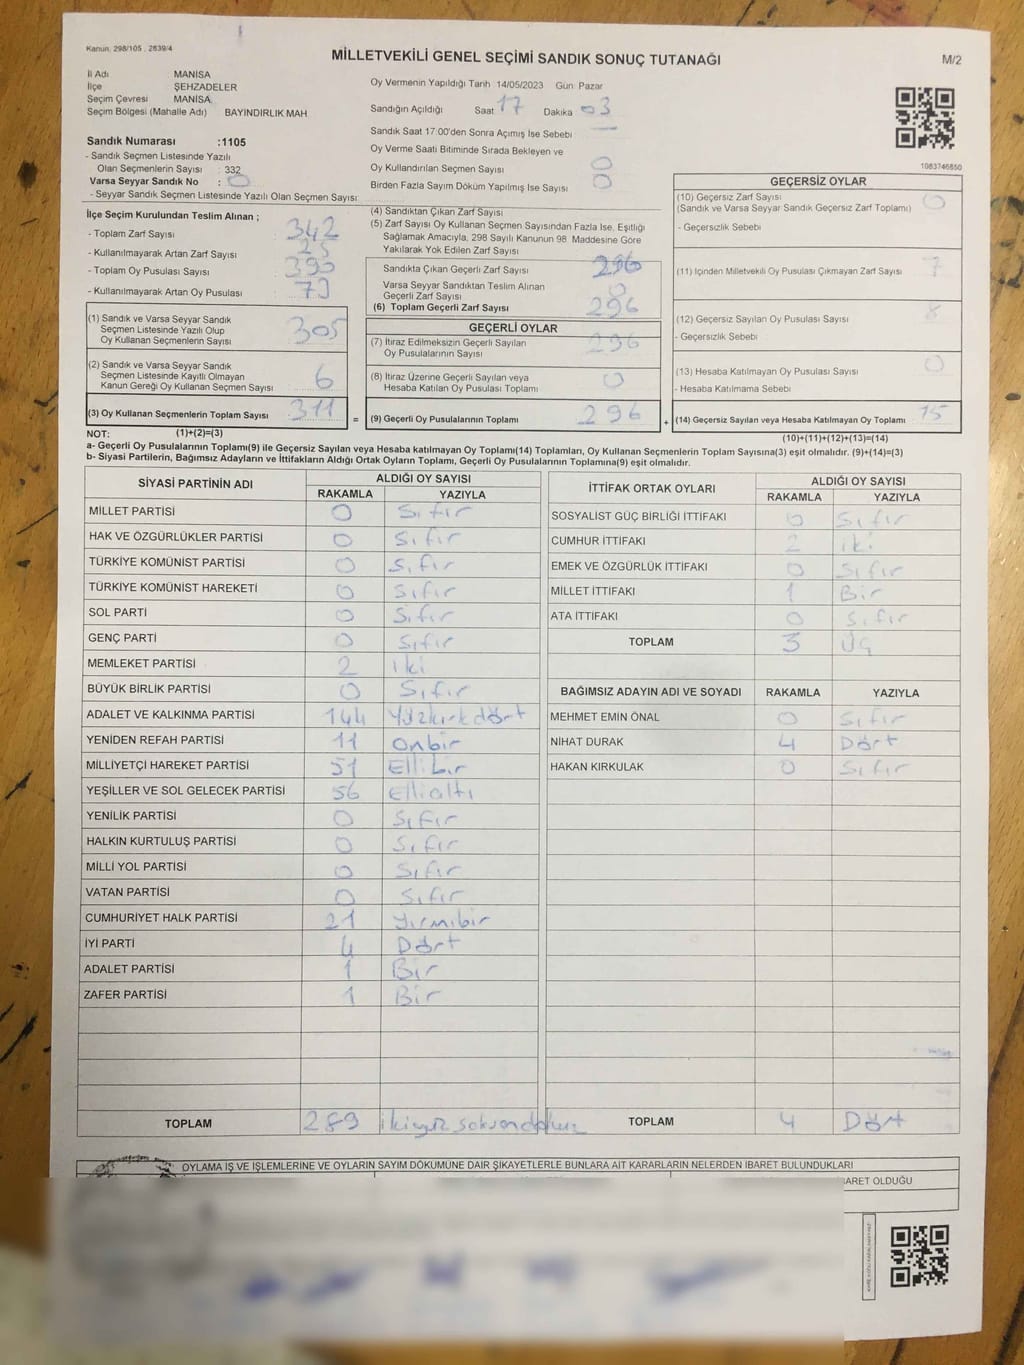 Kanun, 298/105 , 2839/4
MİLLETVEKİLİ GENEL SEÇİMİ SANDIK SONUÇ TUTANAĞI
M/2
İl Adı MANİSA
İlçe ŞEHZADELER
Seçim Çevresi MANİSA
Seçim Bölgesi (Mahalle Adı) BAYINDIRLIK MAH
Sandık Numarası :1105
- Sandık Seçmen Listesinde Yazılı
Olan Seçmenlerin Sayısı : 332
Varsa Seyyar Sandık No : 0
- Seyyar Sandık Seçmen Listesinde Yazılı Olan Seçmen Sayısı:
Oy Vermenin Yapıldığı Tarih 14/05/2023 Gün: Pazar
Sandığın Açıldığı Saat 17 Dakika 03
Sandık Saat 17:00'den Sonra Açımış İse Sebebi —
Oy Verme Saati Bitiminde Sırada Bekleyen ve
Oy Kullandırılan Seçmen Sayısı 0
Birden Fazla Sayım Döküm Yapılmış İse Sayısı 0
1083746850
İlçe Seçim Kurulundan Teslim Alınan ;
- Toplam Zarf Sayısı 342
- Kullanılmayarak Artan Zarf Sayısı
- Toplam Oy Pusulası Sayısı 390
- Kullanılmayarak Artan Oy Pusulası 79
(1) Sandık ve Varsa Seyyar Sandık
Seçmen Listesinde Yazılı Olup
Oy Kullanan Seçmenlerin Sayısı 305
(2) Sandık ve Varsa Seyyar Sandık
Seçmen Listesinde Kayıtlı Olmayan
Kanun Gereği Oy Kullanan Seçmen Sayısı 6
(3) Oy Kullanan Seçmenlerin Toplam Sayısı 311 =
(4) Sandıktan Çıkan Zarf Sayısı
(5) Zarf Sayısı Oy Kullanan Seçmen Sayısından Fazla İse, Eşitliği
Sağlamak Amacıyla, 298 Sayılı Kanunun 98 Maddesine Göre
Yakılarak Yok Edilen Zarf Sayısı
Sandıkta Çıkan Geçerli Zarf Sayısı 296
Varsa Seyyar Sandıktan Teslim Alınan
Geçerli Zarf Sayısı 0
(6) Toplam Geçerli Zarf Sayısı 296
GEÇERLİ OYLAR
(7) İtiraz Edilmeksizin Geçerli Sayılan
Oy Pusulalarının Sayısı 296
(8) İtiraz Üzerine Geçerli Sayılan veya
Hesaba Katılan Oy Pusulası Toplamı 0
(9) Geçerli Oy Pusulalarının Toplamı 296 +
GEÇERSİZ OYLAR
(10) Geçersiz Zarf Sayısı 0
(Sandık ve Varsa Seyyar Sandık Geçersiz Zarf Toplamı)
- Geçersizlik Sebebi
(11) İçinden Milletvekili Oy Pusulası Çıkmayan Zarf Sayısı 7
(12) Geçersiz Sayılan Oy Pusulası Sayısı 8
- Geçersizlik Sebebi
(13) Hesaba Katılmayan Oy Pusulası Sayısı 0
- Hesaba Katılmama Sebebi
(14) Geçersiz Sayılan veya Hesaba Katılmayan Oy Toplamı 15
NOT: (1)+(2)=(3)
(10)+(11)+(12)+(13)=(14)
a- Geçerli Oy Pusulalarının Toplamı(9) ile Geçersiz Sayılan veya Hesaba Katılmayan Oy Toplamı(14) Toplamları, Oy Kullanan Seçmenlerin Toplam Sayısına(3) eşit olmalıdır. (9)+(14)=(3)
b- Siyasi Partilerin, Bağımsız Adayların ve İttifakların Aldığı Ortak Oyların Toplamı, Geçerli Oy Pusulalarının Toplamına(9) eşit olmalıdır.
SİYASİ PARTİNİN ADI ALDIĞI OY SAYISI
RAKAMLA YAZIYLA
MİLLET PARTİSİ 0 Sıfır
HAK VE ÖZGÜRLÜKLER PARTİSİ 0 Sıfır
TÜRKİYE KOMÜNİST PARTİSİ 0 Sıfır
TÜRKİYE KOMÜNİST HAREKETİ 0 Sıfır
SOL PARTİ 0 Sıfır
GENÇ PARTİ 0 Sıfır
MEMLEKET PARTİSİ 2 iki
BÜYÜK BİRLİK PARTİSİ 0 Sıfır
ADALET VE KALKINMA PARTİSİ 144 Yüzkırkdört
YENİDEN REFAH PARTİSİ 11 Onbir
MİLLİYETÇİ HAREKET PARTİSİ 51 Ellibir
YEŞİLLER VE SOL GELECEK PARTİSİ 56 Ellialtı
YENİLİK PARTİSİ 0 Sıfır
HALKIN KURTULUŞ PARTİSİ 0 Sıfır
MİLLİ YOL PARTİSİ 0 Sıfır
VATAN PARTİSİ 0 Sıfır
CUMHURİYET HALK PARTİSİ 21 Yirmibir
İYİ PARTİ 4 Dört
ADALET PARTİSİ 1 Bir
ZAFER PARTİSİ 1 Bir
TOPLAM 289 ikiyüzseksendokuz
İTTİFAK ORTAK OYLARI ALDIĞI OY SAYISI
RAKAMLA YAZIYLA
SOSYALİST GÜÇ BİRLİĞİ İTTİFAKI 0 Sıfır
CUMHUR İTTİFAKI 2 iki
EMEK VE ÖZGÜRLÜK İTTİFAKI 0 Sıfır
MİLLET İTTİFAKI 1 Bir
ATA İTTİFAKI 0 Sıfır
TOPLAM 3 Üç
BAĞIMSIZ ADAYIN ADI VE SOYADI RAKAMLA YAZIYLA
MEHMET EMİN ÖNAL 0 Sıfır
NİHAT DURAK 4 Dört
HAKAN KIRKULAK 0 Sıfır
TOPLAM 4 Dört
OYLAMA İŞ VE İŞLEMLERİNE VE OYLARIN SAYIM DÖKÜMÜNE DAİR ŞİKAYETLERLE BUNLARA AİT KARARLARIN NELERDEN İBARET BULUNDUKLARI
BARET OLDUĞU